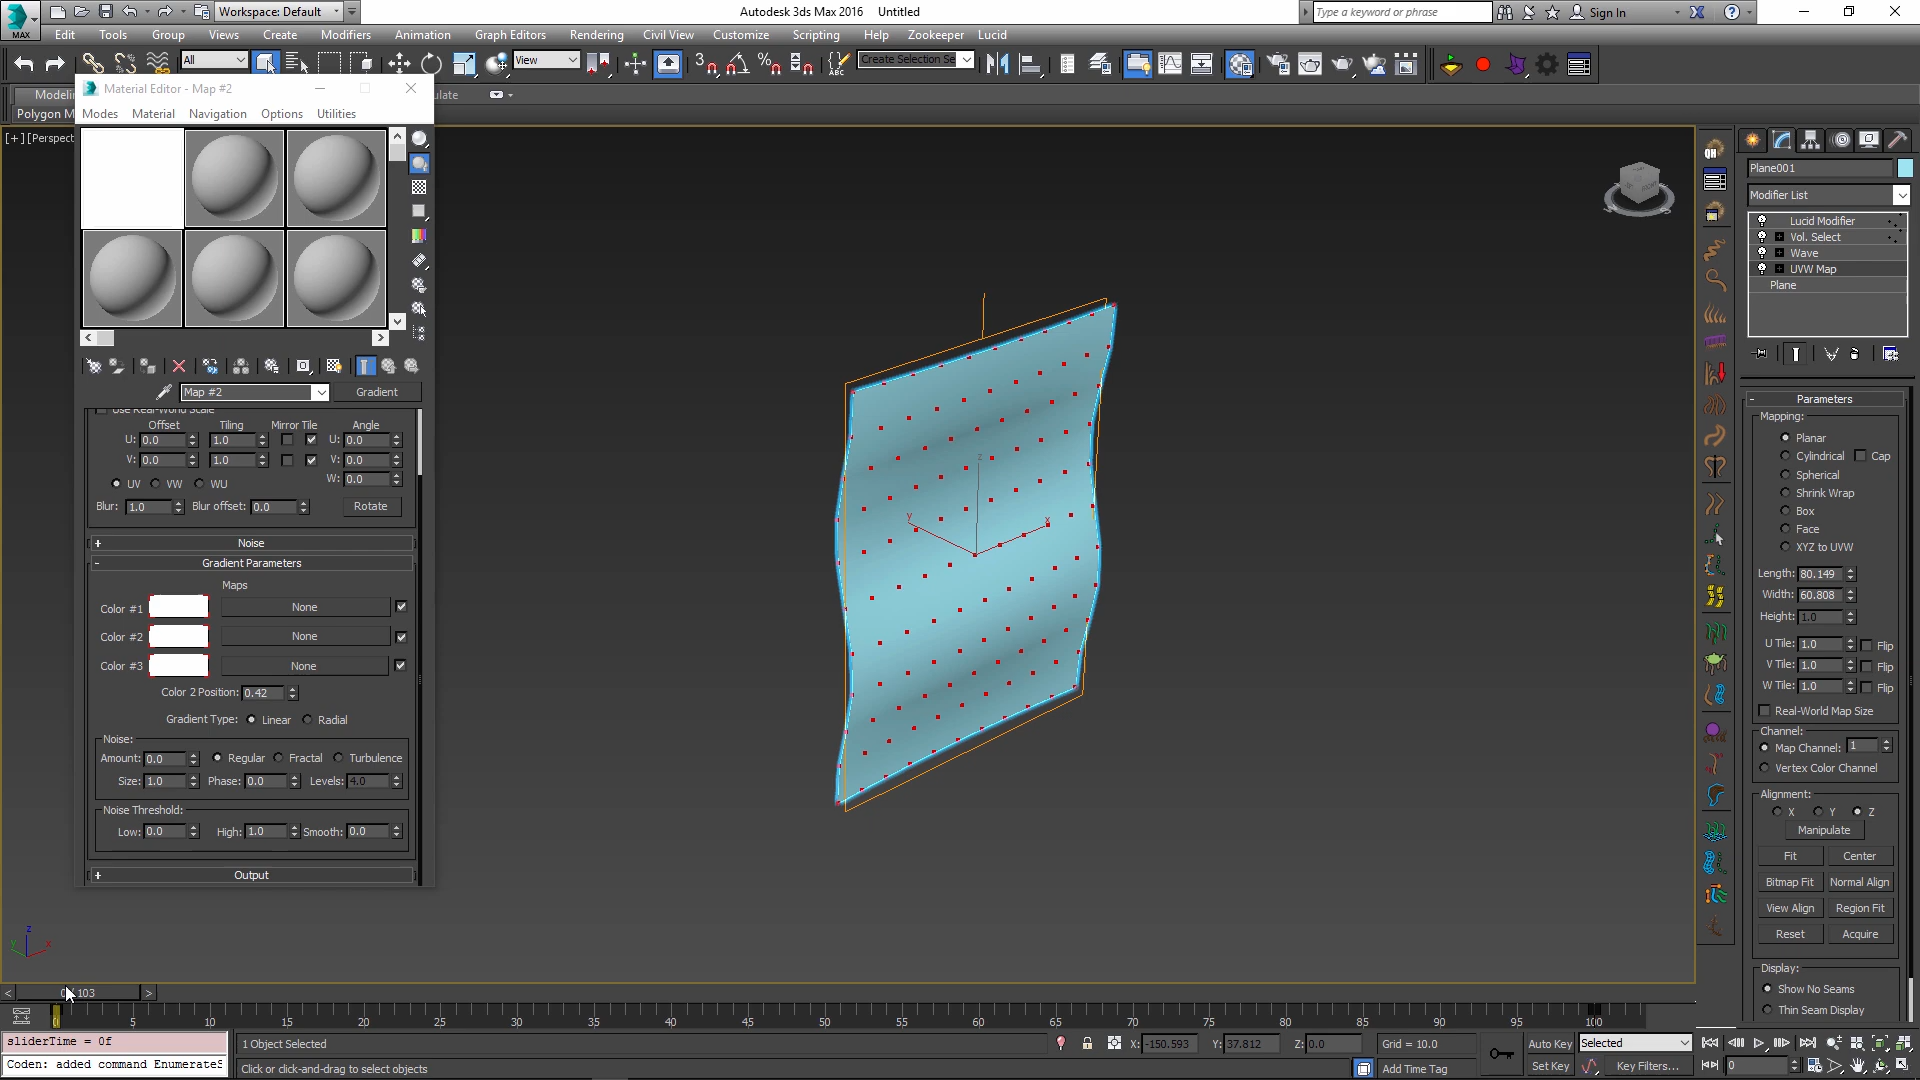 Workspace: Default
Autodesk 3ds Max 2016 Untitled
Type a keyword or phrase
Sign In
MAX
Edit Tools Group Views Create Modifiers Animation Graph Editors Rendering Civil View Customize Scripting Help Zookeeper Lucid
All
View
3
ABC
Create Selection Se
Modelin
ulate
Polygon M
[+] [Perspect
Material Editor - Map #2
Modes Material Navigation Options Utilities
Map #2
Gradient
Use Real-World Scale
Offset Tiling Mirror Tile Angle
U: 0.0 1.0 U: 0.0
V: 0.0 1.0 V: 0.0
W: 0.0
UV VW WU
Blur: 1.0 Blur offset: 0.0 Rotate
+ Noise
- Gradient Parameters
Maps
Color #1 None
Color #2 None
Color #3 None
Color 2 Position: 0.42
Gradient Type: Linear Radial
Noise:
Amount: 0.0 Regular Fractal Turbulence
Size: 1.0 Phase: 0.0 Levels: 4.0
Noise Threshold:
Low: 0.0 High: 1.0 Smooth: 0.0
+ Output
z
y
x
QH
Plane001
Modifier List
Lucid Modifier
Vol. Select
Wave
UVW Map
Plane
- Parameters
Mapping:
Planar
Cylindrical Cap
Spherical
Shrink Wrap
Box
Face
XYZ to UVW
Length: 80.149
Width: 60.808
Height: 1.0
U Tile: 1.0 Flip
V Tile: 1.0 Flip
W Tile: 1.0 Flip
Real-World Map Size
Channel:
Map Channel: 1
Vertex Color Channel
Alignment:
X Y Z
Manipulate
Fit Center
Bitmap Fit Normal Align
View Align Region Fit
Reset Acquire
Display:
Show No Seams
Thin Seam Display
z
y x
< 103 >
5 10 15 20 25 30 35 40 45 50 55 60 65 70 75 80 85 90 95 100
sliderTime = 0f
Coden: added command EnumerateS
1 Object Selected
Click or click-and-drag to select objects
X: -150.593 Y: 37.812 Z: 0.0
Grid = 10.0
Add Time Tag
Auto Key Selected
Set Key Key Filters...
0